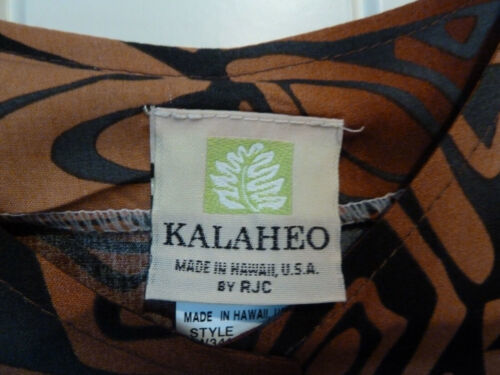 KALAHEO
MADE IN HAWAII, U.S.A.
BY RJC
MADE IN HAWAII,
STYLE